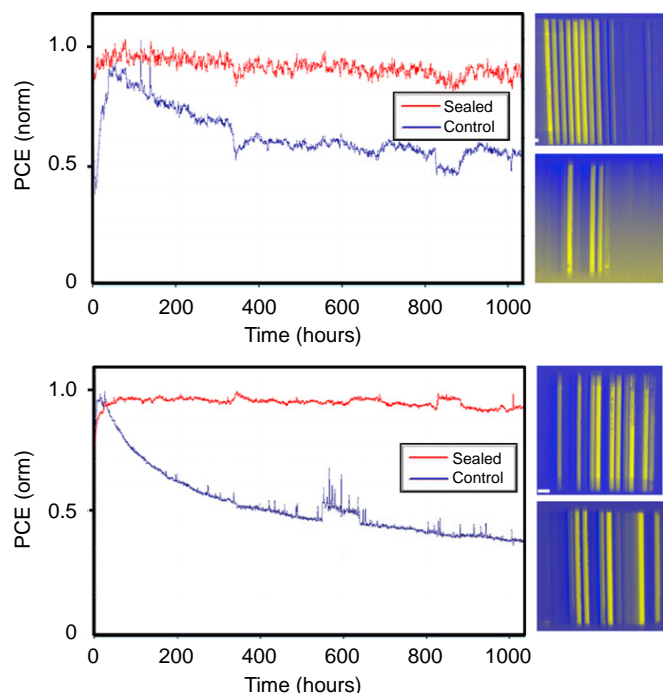 1.0
Sealed
Control
0.5
PCE (norm)
0
0 200 400 600 800 1000
Time (hours)
1.0
Sealed
Control
0.5
PCE (orm)
0
0 200 400 600 800 1000
Time (hours)